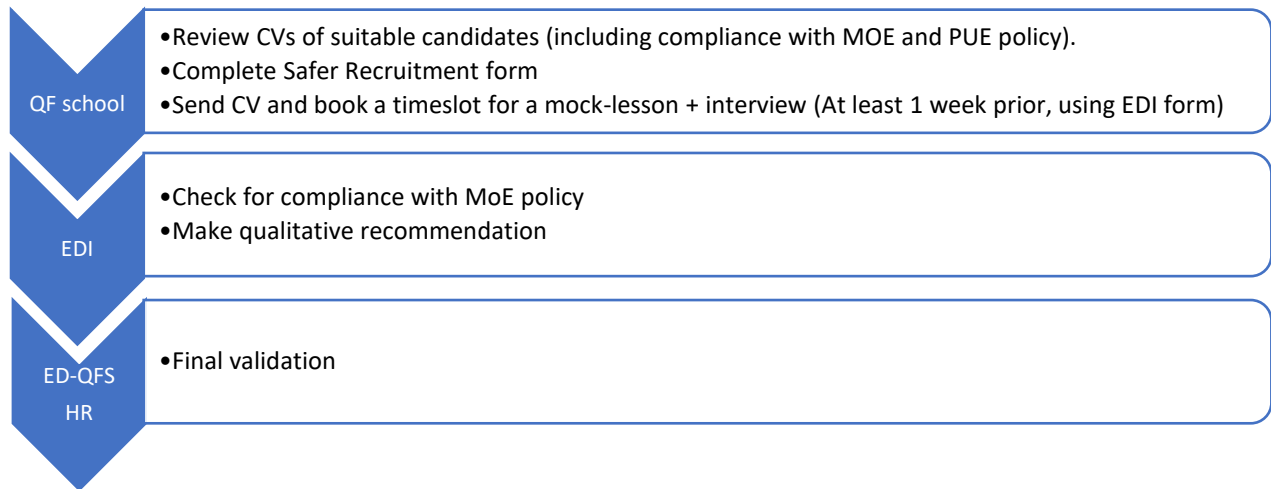 QF school
•Review CVs of suitable candidates (including compliance with MOE and PUE policy).
•Complete Safer Recruitment form
•Send CV and book a timeslot for a mock-lesson + interview (At least 1 week prior, using EDI form)
EDI
•Check for compliance with MoE policy
•Make qualitative recommendation
ED-QFS
HR
•Final validation